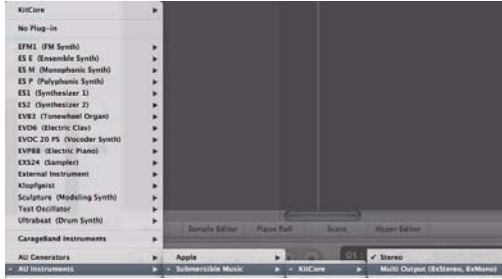 KitCore
No Plug-in
EFM1 (FM Synth)
ES E (Ensemble Synth)
ES M (Monophonic Synth)
ES P (Polyphonic Synth)
ES1 (Synthesizer 1)
ES2 (Synthesizer 2)
EVB3 (Tonewheel Organ)
EVD6 (Electric Clav)
EVOC 20 PS (Vocoder Synth)
EVP88 (Electric Piano)
EXS24 (Sampler)
External Instrument
Klopfgeist
Sculpture (Modeling Synth)
Test Oscillator
Ultrabeat (Drum Synth)
GarageBand Instruments
Sample Editor Piano Roll Score Hyper Editor
AU Generators Apple 01 ✓ Stereo
AU Instruments Submersible Music KitCore Multi Output (8xStereo, 8xMono)